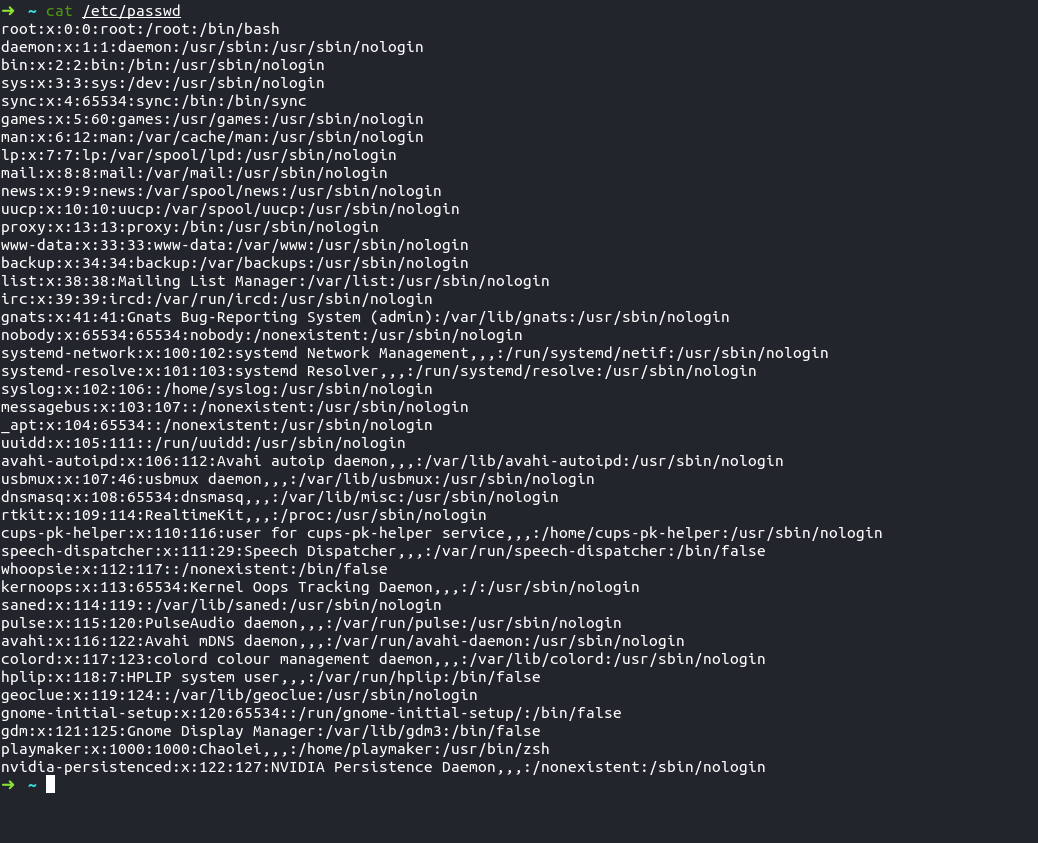 ➜ ~ cat /etc/passwd
root:x:0:0:root:/root:/bin/bash
daemon:x:1:1:daemon:/usr/sbin:/usr/sbin/nologin
bin:x:2:2:bin:/bin:/usr/sbin/nologin
sys:x:3:3:sys:/dev:/usr/sbin/nologin
sync:x:4:65534:sync:/bin:/bin/sync
games:x:5:60:games:/usr/games:/usr/sbin/nologin
man:x:6:12:man:/var/cache/man:/usr/sbin/nologin
lp:x:7:7:lp:/var/spool/lpd:/usr/sbin/nologin
mail:x:8:8:mail:/var/mail:/usr/sbin/nologin
news:x:9:9:news:/var/spool/news:/usr/sbin/nologin
uucp:x:10:10:uucp:/var/spool/uucp:/usr/sbin/nologin
proxy:x:13:13:proxy:/bin:/usr/sbin/nologin
www-data:x:33:33:www-data:/var/www:/usr/sbin/nologin
backup:x:34:34:backup:/var/backups:/usr/sbin/nologin
list:x:38:38:Mailing List Manager:/var/list:/usr/sbin/nologin
irc:x:39:39:ircd:/var/run/ircd:/usr/sbin/nologin
gnats:x:41:41:Gnats Bug-Reporting System (admin):/var/lib/gnats:/usr/sbin/nologin
nobody:x:65534:65534:nobody:/nonexistent:/usr/sbin/nologin
systemd-network:x:100:102:systemd Network Management,,,:/run/systemd/netif:/usr/sbin/nologin
systemd-resolve:x:101:103:systemd Resolver,,,:/run/systemd/resolve:/usr/sbin/nologin
syslog:x:102:106::/home/syslog:/usr/sbin/nologin
messagebus:x:103:107::/nonexistent:/usr/sbin/nologin
_apt:x:104:65534::/nonexistent:/usr/sbin/nologin
uuidd:x:105:111::/run/uuidd:/usr/sbin/nologin
avahi-autoipd:x:106:112:Avahi autoip daemon,,,:/var/lib/avahi-autoipd:/usr/sbin/nologin
usbmux:x:107:46:usbmux daemon,,,:/var/lib/usbmux:/usr/sbin/nologin
dnsmasq:x:108:65534:dnsmasq,,,:/var/lib/misc:/usr/sbin/nologin
rtkit:x:109:114:RealtimeKit,,,:/proc:/usr/sbin/nologin
cups-pk-helper:x:110:116:user for cups-pk-helper service,,,:/home/cups-pk-helper:/usr/sbin/nologin
speech-dispatcher:x:111:29:Speech Dispatcher,,,:/var/run/speech-dispatcher:/bin/false
whoopsie:x:112:117::/nonexistent:/bin/false
kernoops:x:113:65534:Kernel Oops Tracking Daemon,,,:/:/usr/sbin/nologin
saned:x:114:119::/var/lib/saned:/usr/sbin/nologin
pulse:x:115:120:PulseAudio daemon,,,:/var/run/pulse:/usr/sbin/nologin
avahi:x:116:122:Avahi mDNS daemon,,,:/var/run/avahi-daemon:/usr/sbin/nologin
colord:x:117:123:colord colour management daemon,,,:/var/lib/colord:/usr/sbin/nologin
hplip:x:118:7:HPLIP system user,,,:/var/run/hplip:/bin/false
geoclue:x:119:124::/var/lib/geoclue:/usr/sbin/nologin
gnome-initial-setup:x:120:65534::/run/gnome-initial-setup/:/bin/false
gdm:x:121:125:Gnome Display Manager:/var/lib/gdm3:/bin/false
playmaker:x:1000:1000:Chaolei,,,:/home/playmaker:/usr/bin/zsh
nvidia-persistenced:x:122:127:NVIDIA Persistence Daemon,,,:/nonexistent:/sbin/nologin
➜ ~